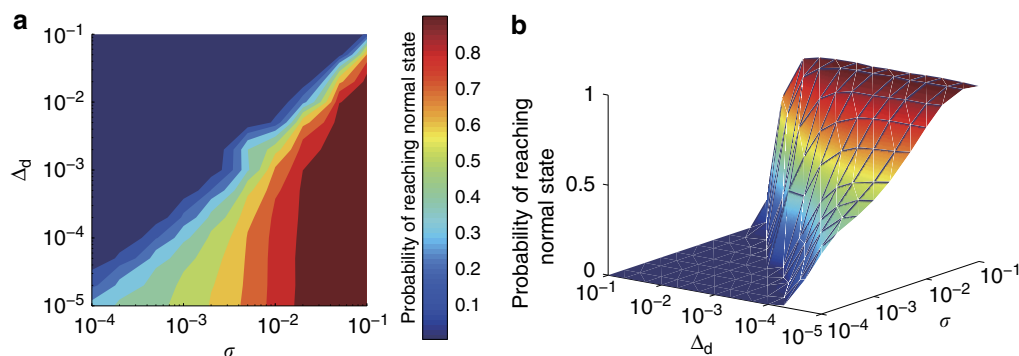 a
10⁻¹
10⁻²
10⁻³
10⁻⁴
10⁻⁵
Δd
10⁻⁴ 10⁻³ 10⁻² 10⁻¹
σ
Probability of reaching normal state
0.8
0.7
0.6
0.5
0.4
0.3
0.2
0.1
b
Probability of reaching
normal state
1
0.5
0
10⁻¹ 10⁻² 10⁻³ 10⁻⁴ 10⁻⁵
Δd
10⁻⁴ 10⁻³ 10⁻² 10⁻¹
σ